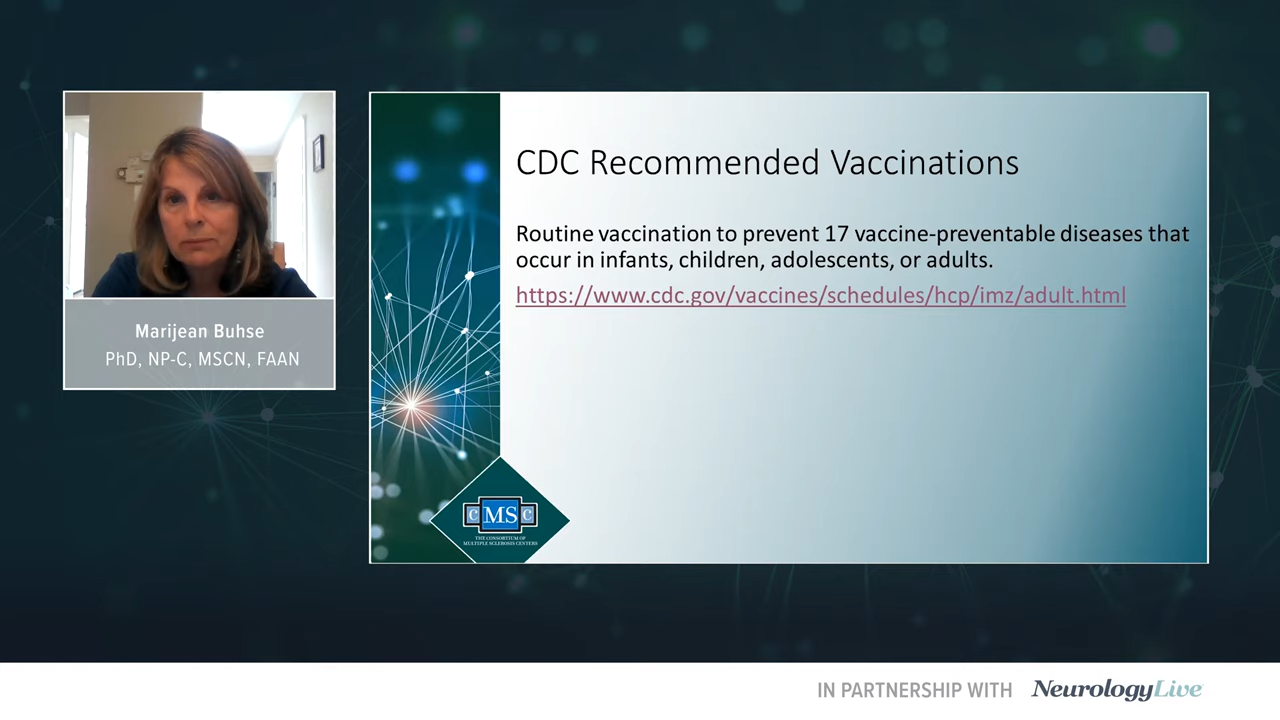 Marijean Buhse
PhD, NP-C, MSCN, FAAN
CDC Recommended Vaccinations
Routine vaccination to prevent 17 vaccine-preventable diseases that
occur in infants, children, adolescents, or adults.
https://www.cdc.gov/vaccines/schedules/hcp/imz/adult.html
C MS C
THE CONSORTIUM OF
MULTIPLE SCLEROSIS CENTERS
IN PARTNERSHIP WITH NeurologyLive